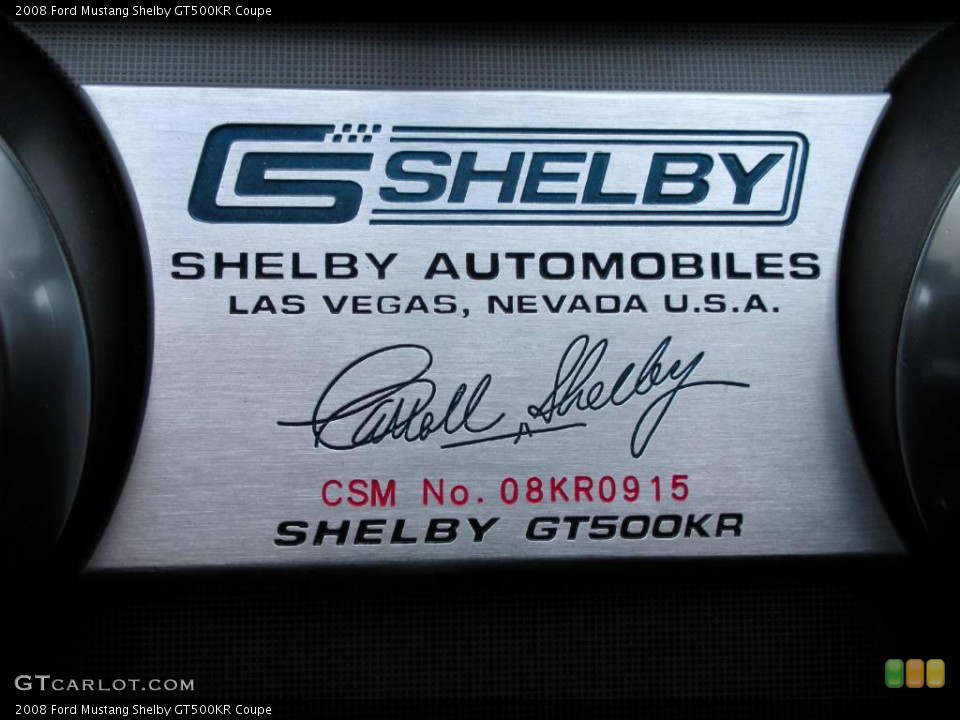 2008 Ford Mustang Shelby GT500KR Coupe
CS SHELBY
SHELBY AUTOMOBILES
LAS VEGAS, NEVADA U.S.A.
Carroll Shelby
CSM No. 08KR0915
SHELBY GT500KR
GTCARLOT.COM
2008 Ford Mustang Shelby GT500KR Coupe